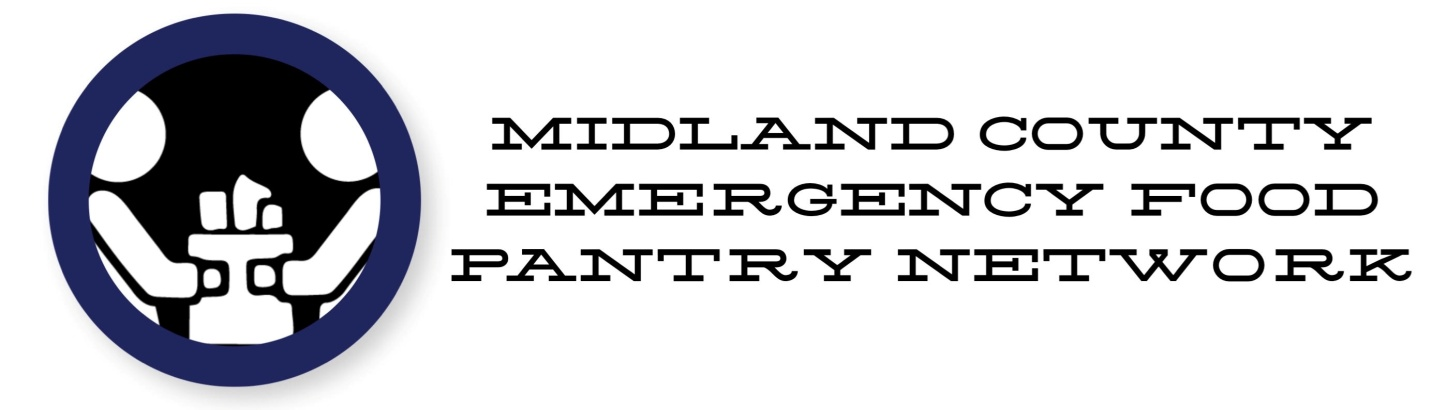 MIDLAND COUNTY
EMERGENCY FOOD
PANTRY NETWORK